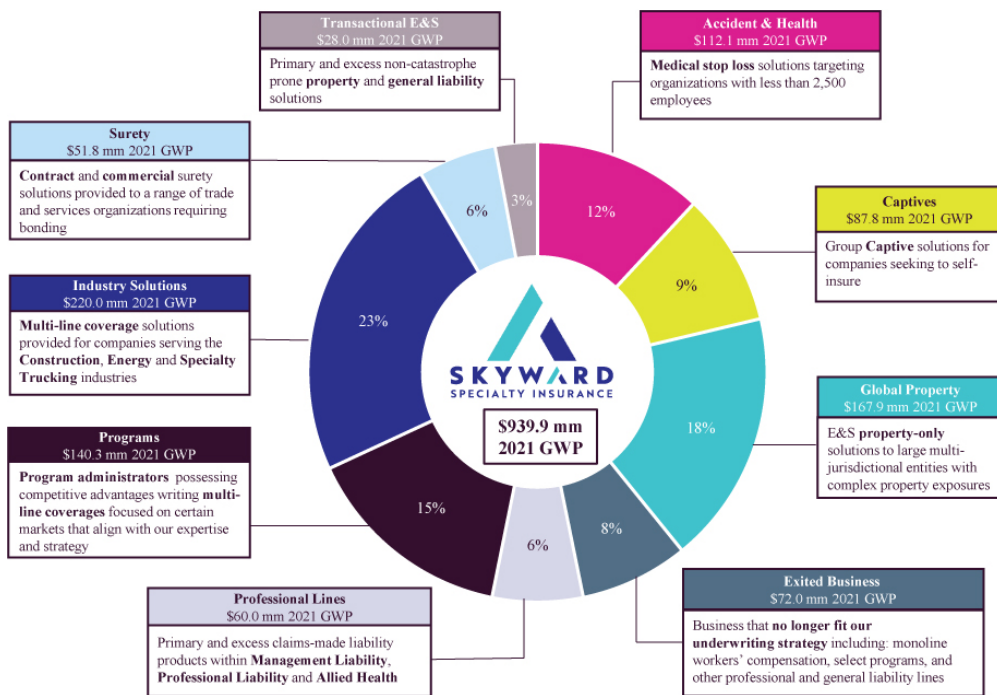 Transactional E&S
$28.0 mm 2021 GWP
Primary and excess non-catastrophe
prone property and general liability
solutions
Accident & Health
$112.1 mm 2021 GWP
Medical stop loss solutions targeting
organizations with less than 2,500
employees
Surety
$51.8 mm 2021 GWP
Contract and commercial surety
solutions provided to a range of trade
and services organizations requiring
bonding
Captives
$87.8 mm 2021 GWP
Group Captive solutions for
companies seeking to self-
insure
Industry Solutions
$220.0 mm 2021 GWP
Multi-line coverage solutions
provided for companies serving the
Construction, Energy and Specialty
Trucking industries
Global Property
$167.9 mm 2021 GWP
E&S property-only
solutions to large multi-
jurisdictional entities with
complex property exposures
Programs
$140.3 mm 2021 GWP
Program administrators possessing
competitive advantages writing multi-
line coverages focused on certain
markets that align with our expertise
and strategy
Professional Lines
$60.0 mm 2021 GWP
Primary and excess claims-made liability
products within Management Liability,
Professional Liability and Allied Health
Exited Business
$72.0 mm 2021 GWP
Business that no longer fit our
underwriting strategy including: monoline
workers' compensation, select programs, and
other professional and general liability lines
3%
12%
6%
9%
23%
18%
15%
6%
8%
SKYWARD
SPECIALTY INSURANCE
$939.9 mm
2021 GWP